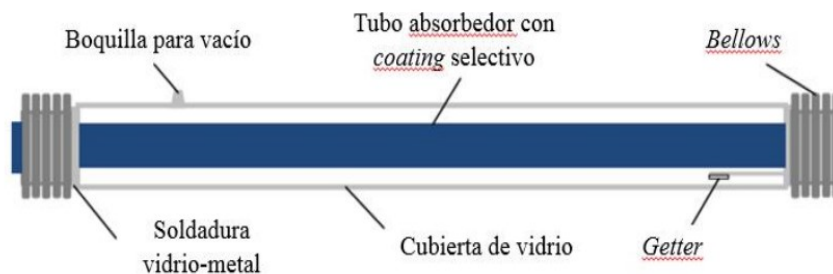 Boquilla para vacío
Tubo absorbedor con
coating selectivo
Bellows
Soldadura
vidrio-metal
Cubierta de vidrio
Getter